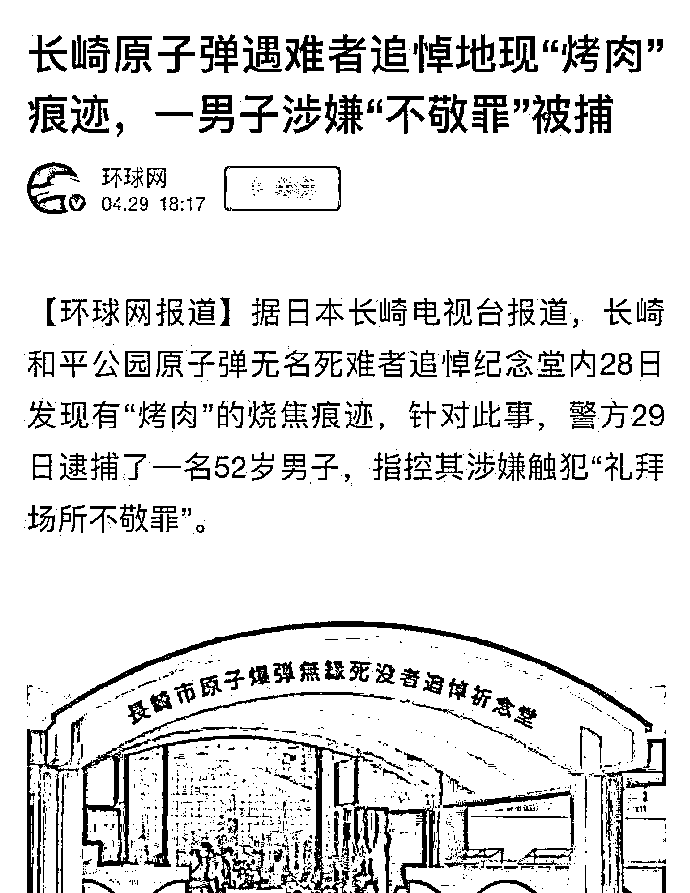 长崎原子弹遇难者追悼地现“烤肉”
痕迹，一男子涉嫌“不敬罪”被捕
环球网
04.29 18:17
【环球网报道】据日本长崎电视台报道，长崎
和平公园原子弹无名死难者追悼纪念堂内28日
发现有“烤肉”的烧焦痕迹，针对此事，警方29
日逮捕了一名52岁男子，指控其涉嫌触犯“礼拜
场所不敬罪”。
長崎市原子爆弾無縁死没者追悼祈念堂